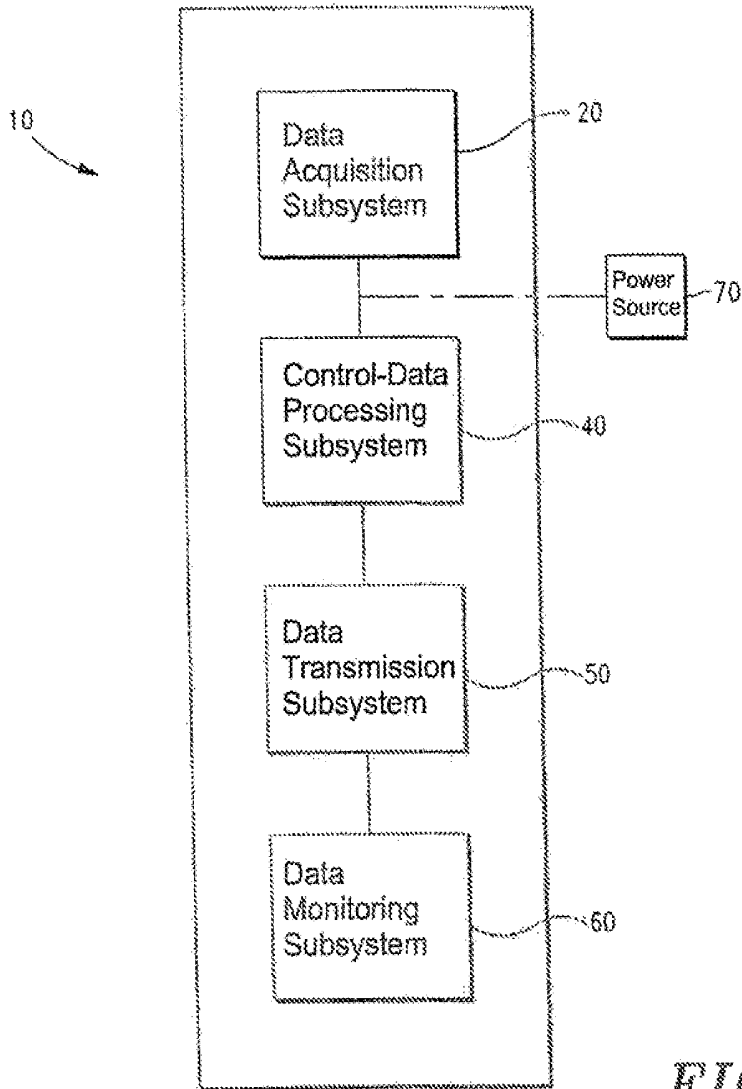 10
Data
Acquisition
Subsystem
20
Power
Source
70
Control-Data
Processing
Subsystem
40
Data
Transmission
Subsystem
50
Data
Monitoring
Subsystem
60